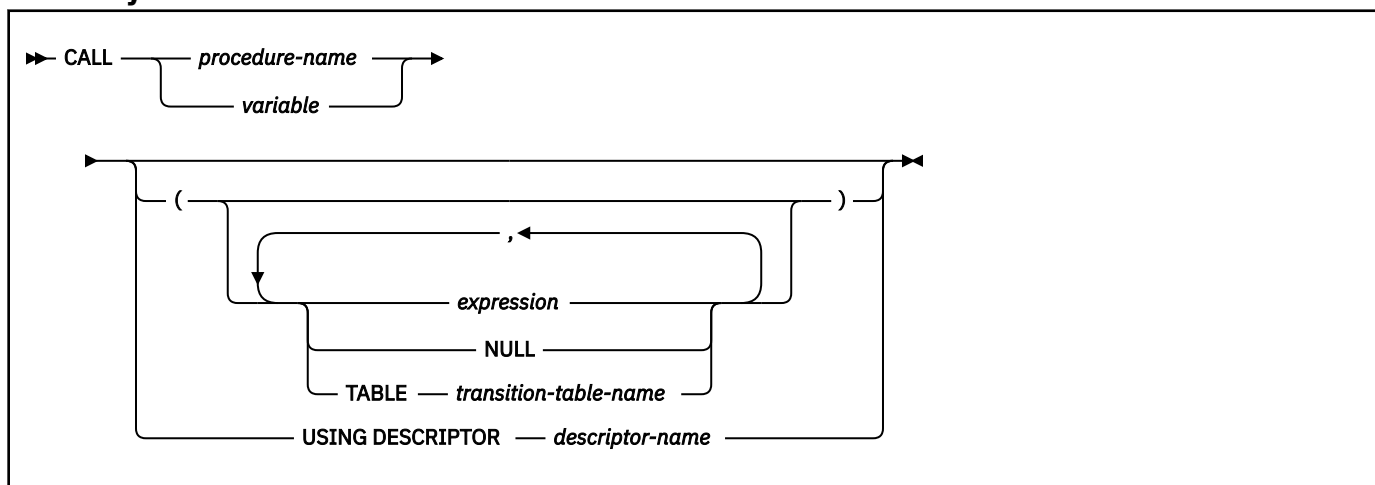 CALL procedure-name
variable
(
)
,
expression
NULL
TABLE transition-table-name
USING DESCRIPTOR descriptor-name